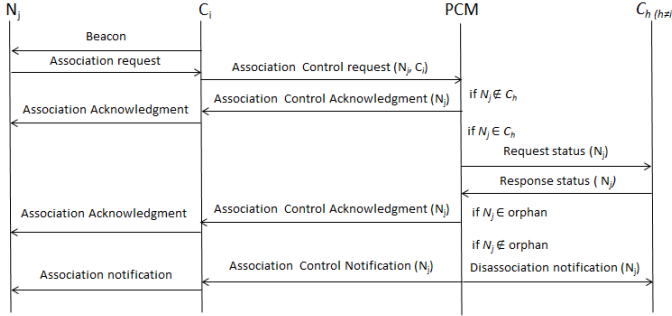 Nj Ci PCM Ch (h≠i
Beacon
Association request
Association Control request (Nj, Ci)
Association Control Acknowledgment (Nj)
if Nj ∉ Ch
Association Acknowledgment
if Nj ∈ Ch
Request status (Nj)
Response status ( Nj)
Association Acknowledgment
Association Control Acknowledgment (Nj)
if Nj ∈ orphan
if Nj ∉ orphan
Association notification
Association Control Notification (Nj)
Disassociation notification (Nj)